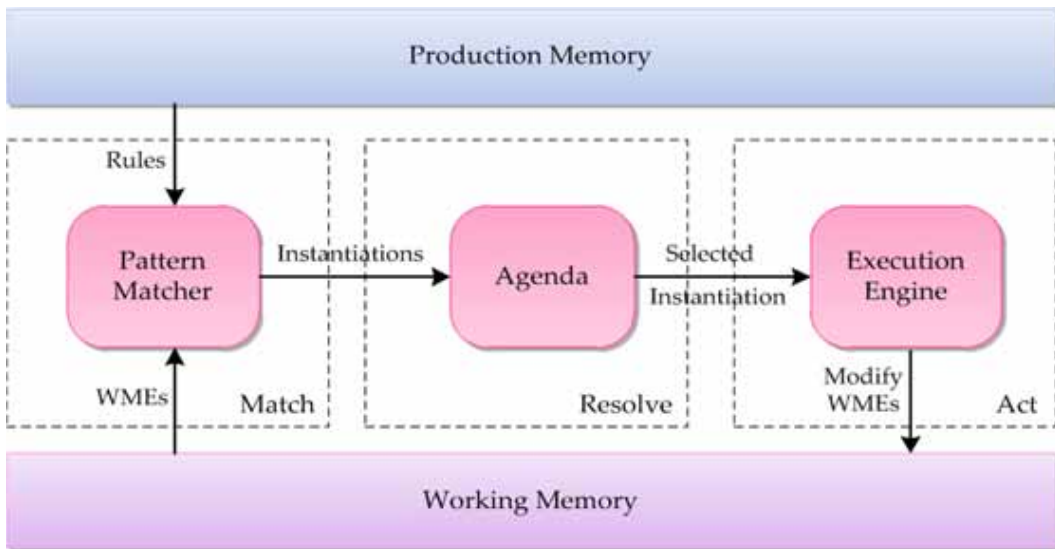 Production Memory
Rules
Pattern
Matcher
Instantiations
Agenda
Selected
Instantiation
Execution
Engine
WMEs
Match
Resolve
Modify
WMEs
Act
Working Memory